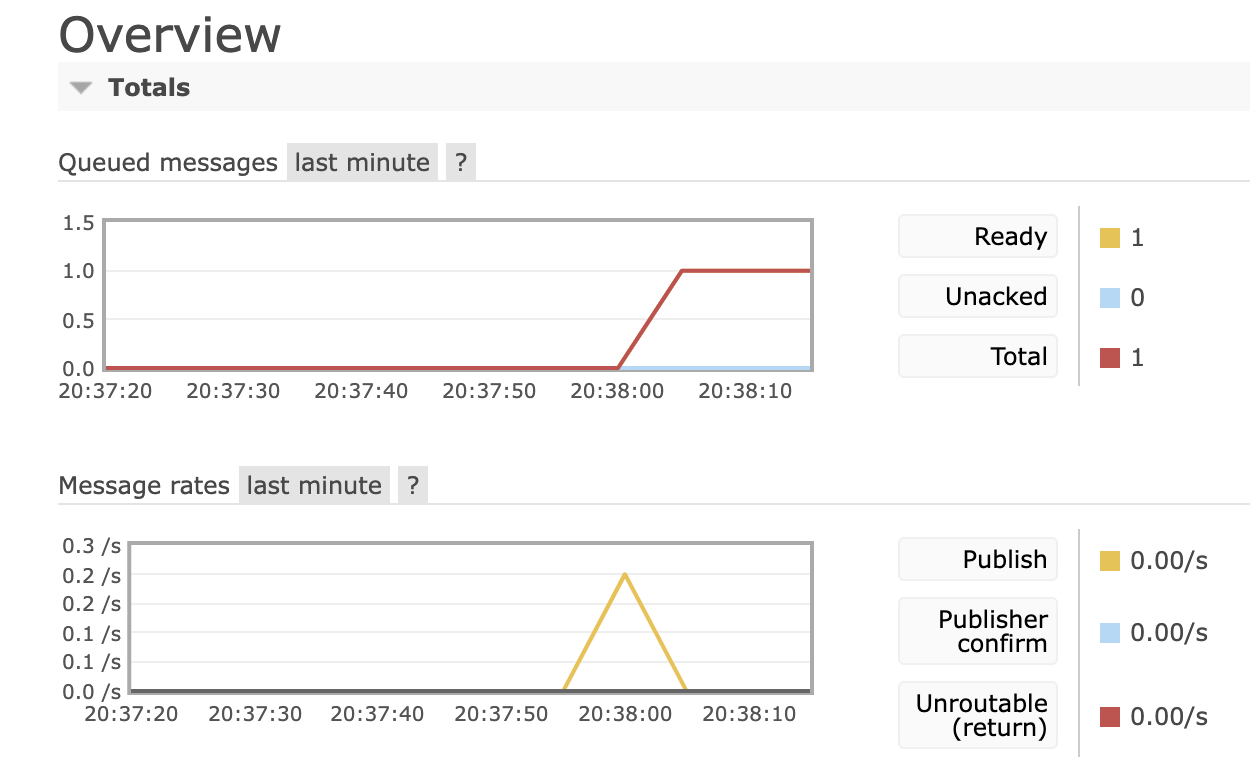 Overview
Totals
Queued messages last minute ?
1.5
1.0
0.5
0.0
20:37:20 20:37:30 20:37:40 20:37:50 20:38:00 20:38:10
Ready 1
Unacked 0
Total 1
Message rates last minute ?
0.3 /s
0.2 /s
0.2 /s
0.1 /s
0.1 /s
0.0 /s
20:37:20 20:37:30 20:37:40 20:37:50 20:38:00 20:38:10
Publish 0.00/s
Publisher
confirm 0.00/s
Unroutable
(return) 0.00/s